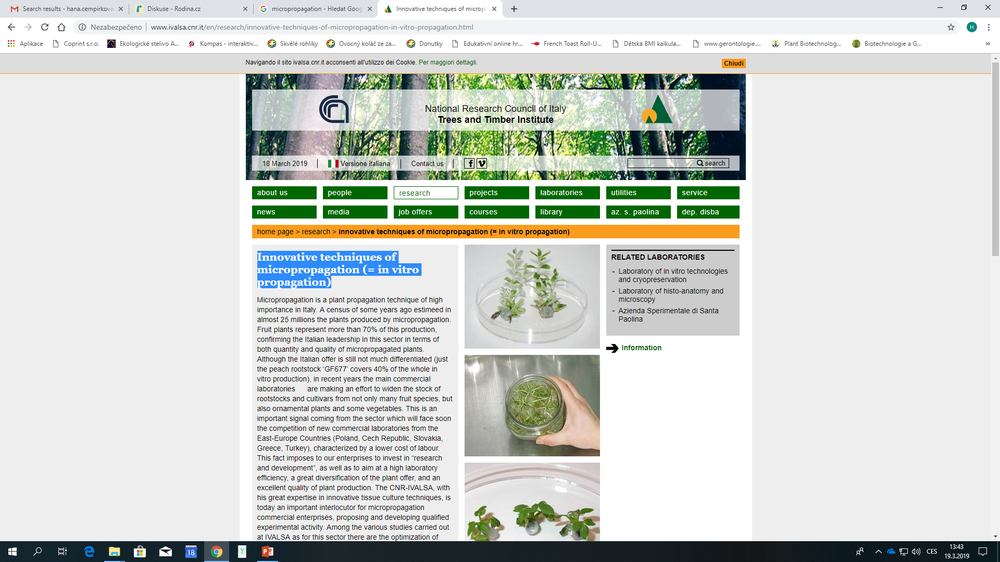 Search results - hana.cempirkova
Diskuse - Rodina.cz
micropropagation - Hledat Goog
Innovative techniques of microp
Nezabezpečeno
www.ivalsa.cnr.it/en/research/innovative-techniques-of-micropropagation-in-vitro-propagation.html
H
Aplikace
Coprint s.r.o.
Ekologické stelivo A...
Kompas - interaktiv...
Skvělé rohlíky
Ovocný koláč ze za...
Donutky
Edukativní online hr...
French Toast Roll-U...
Dětská BMI kalkula...
www.gerontologie....
Plant Biotechnolog...
Biotechnologie a G...
Navigando il sito ivalsa.cnr.it acconsenti all'utilizzo dei Cookie. Per maggiori dettagli.
Chiudi
National Research Council of Italy
Trees and Timber Institute
18 March 2019
Versione italiana
Contact us
search
about us
people
research
projects
laboratories
utilities
service
news
media
job offers
courses
library
az. s. paolina
dep. disba
home page > research > innovative techniques of micropropagation (= in vitro propagation)
Innovative techniques of
micropropagation (= in vitro
propagation)
Micropropagation is a plant propagation technique of high
importance in Italy. A census of some years ago estimeed in
almost 25 millions the plants produced by micropropagation.
Fruit plants represent more than 70% of this production,
confirming the Italian leadership in this sector in terms of
both quantity and quality of micropropagated plants.
Although the Italian offer is still not much differentiated (just
the peach rootstock ‘GF677’ covers 40% of the whole in
vitro production), in recent years the main commercial
laboratories are making an effort to widen the stock of
rootstocks and cultivars from not only many fruit species, but
also ornamental plants and some vegetables. This is an
important signal coming from the sector which will face soon
the competition of new commercial laboratories from the
East-Europe Countries (Poland, Cech Republic, Slovakia,
Greece, Turkey), characterized by a lower cost of labour.
This fact imposes to our enterprises to invest in “research
and development”, as well as to aim at a high laboratory
efficiency, a great diversification of the plant offer, and an
excellent quality of plant production. The CNR-IVALSA, with
his great expertise in innovative tissue culture techniques, is
today an important interlocutor for micropropagation
commercial enterprises, proposing and developing qualified
experimental activity. Among the various studies carried out
at IVALSA as for this sector there are the optimization of
RELATED LABORATORIES
- Laboratory of in vitro technologies
and cryopreservation
- Laboratory of histo-anatomy and
microscopy
- Azienda Sperimentale di Santa
Paolina
Information
18
CES
13:43
19.3.2019